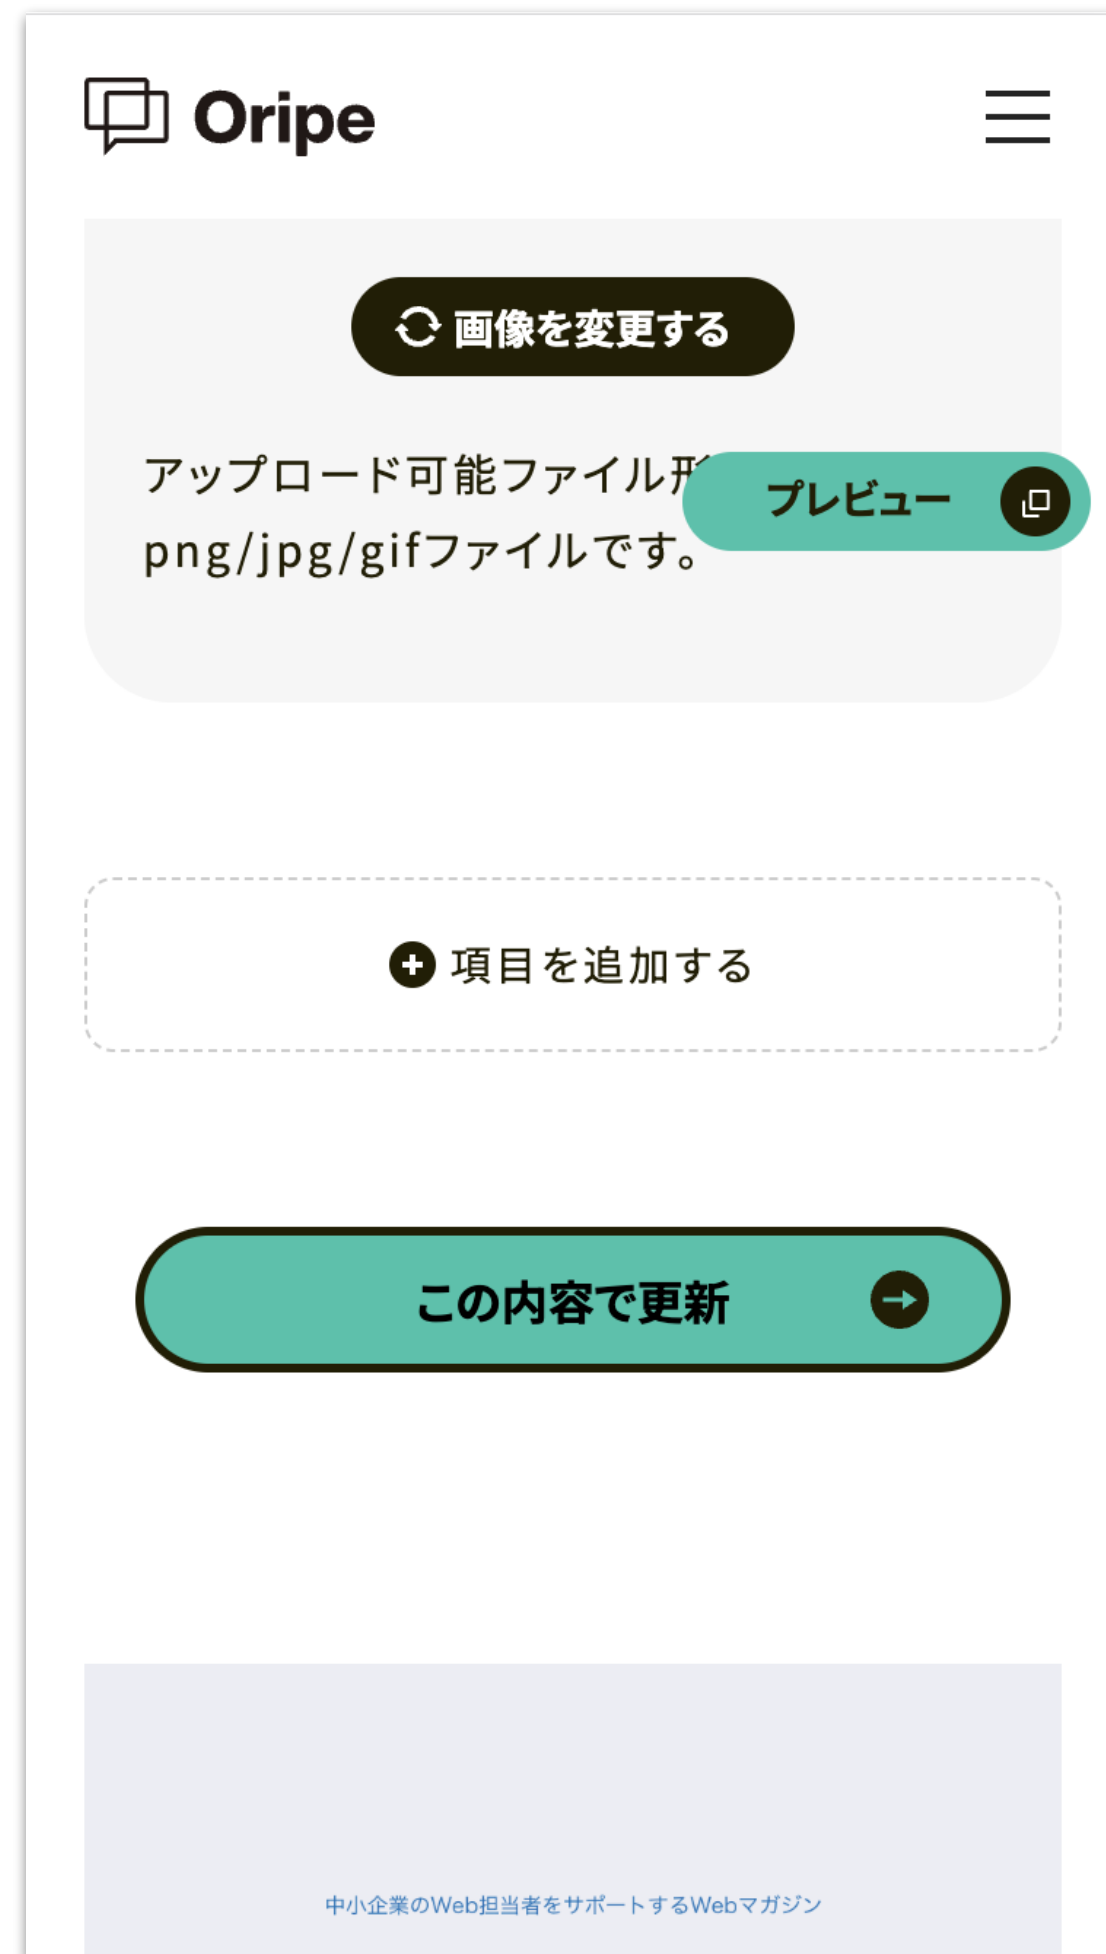 Oripe
画像を変更する
アップロード可能ファイル
プレビュー
png/jpg/gifファイルです。
項目を追加する
この内容で更新
中小企業のWeb担当者をサポートするWebマガジン